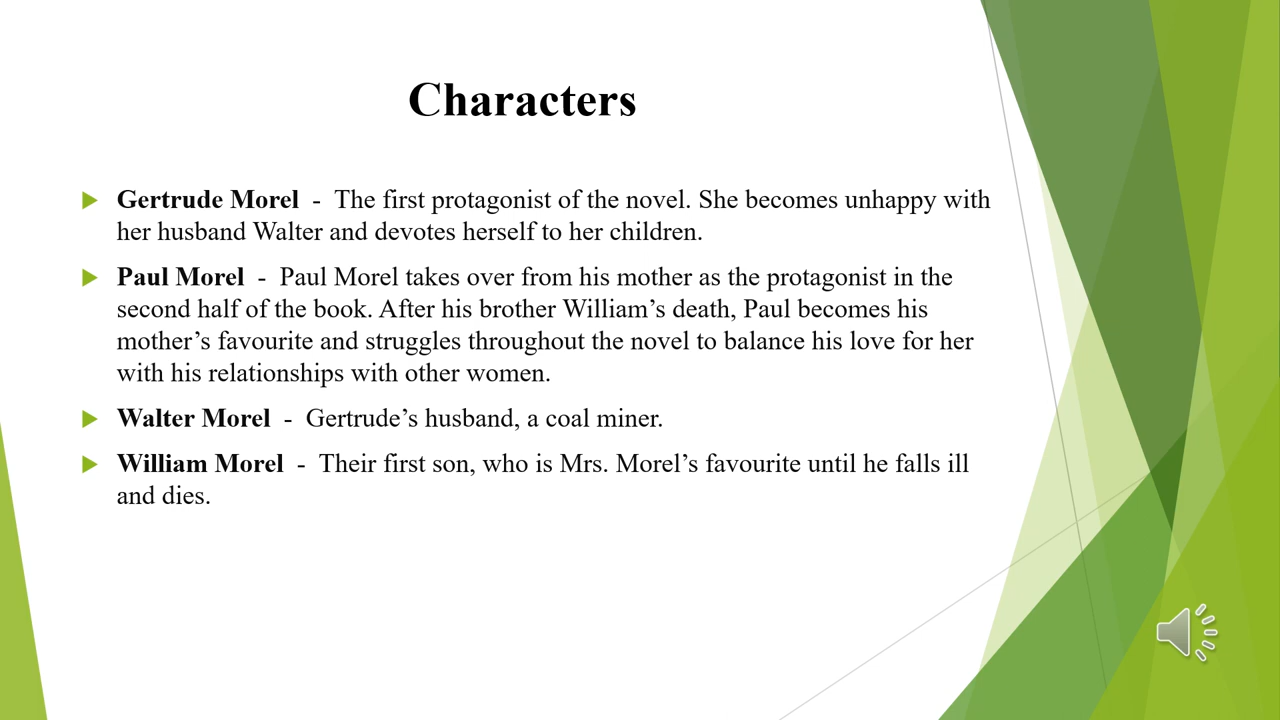 Characters
Gertrude Morel - The first protagonist of the novel. She becomes unhappy with
her husband Walter and devotes herself to her children.
Paul Morel - Paul Morel takes over from his mother as the protagonist in the
second half of the book. After his brother William’s death, Paul becomes his
mother’s favourite and struggles throughout the novel to balance his love for her
with his relationships with other women.
Walter Morel - Gertrude’s husband, a coal miner.
William Morel - Their first son, who is Mrs. Morel’s favourite until he falls ill
and dies.